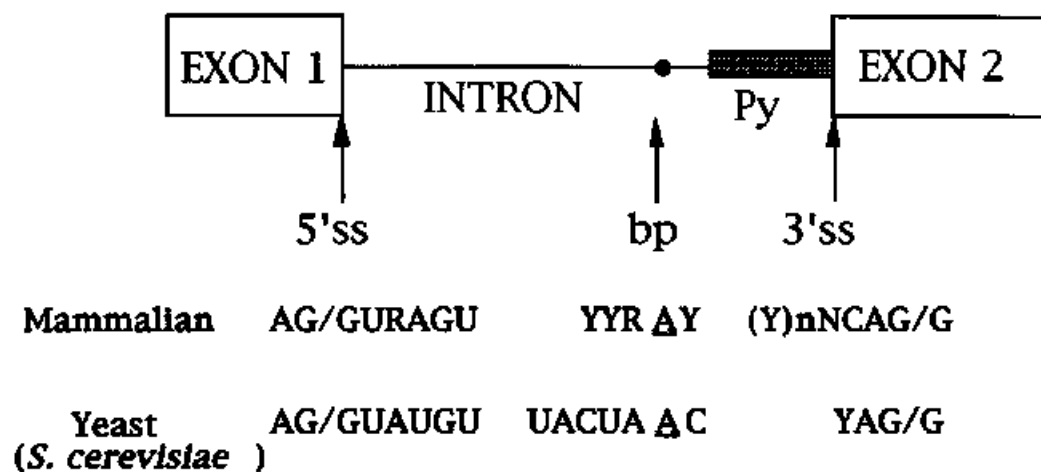 EXON 1 EXON 2
INTRON
Py
5'ss bp 3'ss
Mammalian AG/GURAGU YYRAY (Y)nNCAG/G
Yeast AG/GUAUGU UACUAAC YAG/G
(S. cerevisiae )